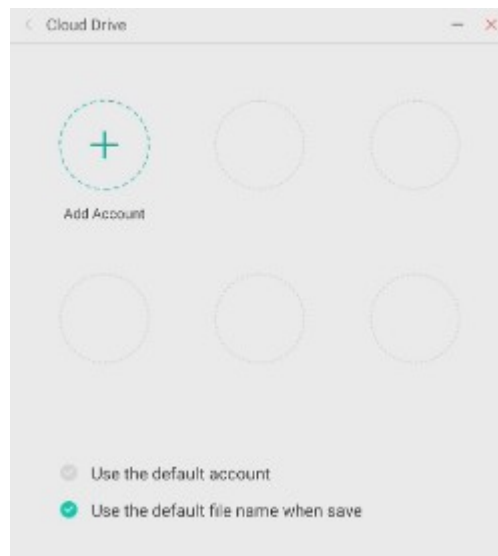 Cloud Drive
Add Account
Use the default account
Use the default file name when save